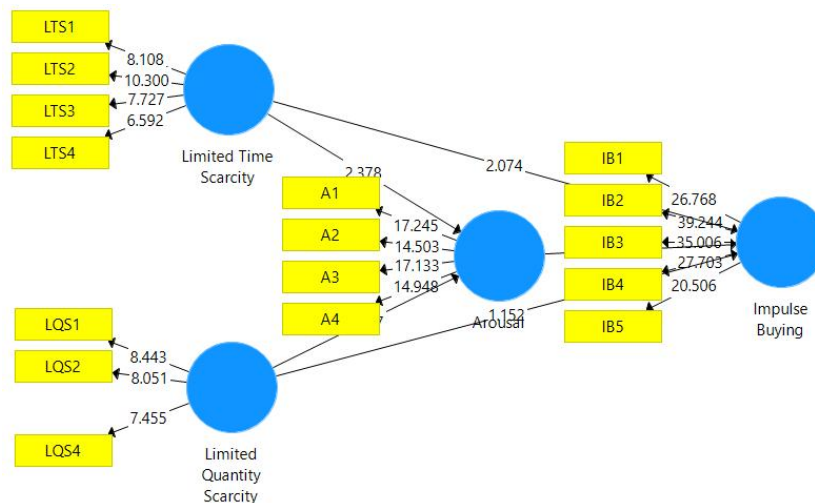 LTS1
LTS2
LTS3
LTS4
8.108
10.300
7.727
6.592
Limited Time
Scarcity
2.378
2.074
A1
A2
A3
A4
17.245
14.503
17.133
14.948
Arousal
IB1
IB2
IB3
IB4
IB5
26.768
39.244
35.006
27.703
20.506
Impulse
Buying
LQS1
LQS2
LQS4
8.443
8.051
7.455
1.152
Limited
Quantity
Scarcity